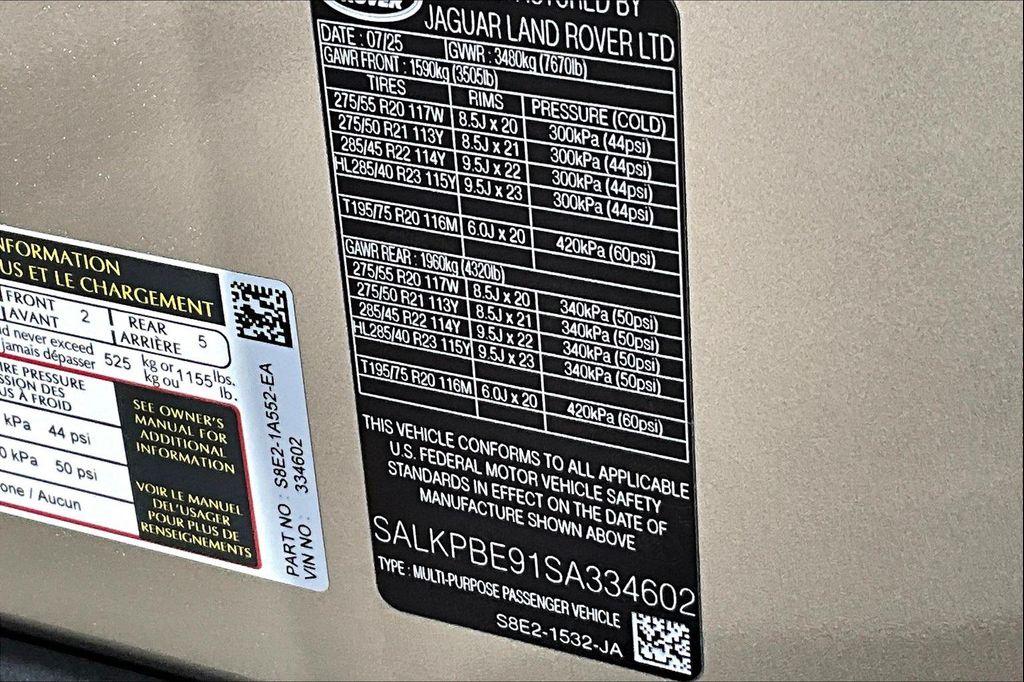 NFORMATION
US ET LE CHARGEMENT
FRONT 2 REAR 5
AVANT ARRIÈRE
d never exceed 525 kg or 1155 lbs.
jamais dépasser kg ou lb.
IRE PRESSURE
SSION DES
US À FROID
kPa 44 psi
0 kPa 50 psi
one / Aucun
SEE OWNER'S
MANUAL FOR
ADDITIONAL
INFORMATION
VOIR LE MANUEL
DEL'USAGER
POUR PLUS DE
RENSEIGNEMENTS
PART NO : S8E2-1A552-EA
VIN NO : 334602
ROVER
JAGUAR LAND ROVER LTD
DATE : 07/25 GVWR : 3480kg (7670lb)
GAWR FRONT : 1590kg (3505lb)
TIRES RIMS PRESSURE (COLD)
275/55 R20 117W 8.5J x 20 300kPa (44psi)
275/50 R21 113Y 8.5J x 21 300kPa (44psi)
285/45 R22 114Y 9.5J x 22 300kPa (44psi)
HL285/40 R23 115Y 9.5J x 23 300kPa (44psi)
T195/75 R20 116M 6.0J x 20 420kPa (60psi)
GAWR REAR : 1960kg (4320lb)
275/55 R20 117W 8.5J x 20 340kPa (50psi)
275/50 R21 113Y 8.5J x 21 340kPa (50psi)
285/45 R22 114Y 9.5J x 22 340kPa (50psi)
HL285/40 R23 115Y 9.5J x 23 340kPa (50psi)
T195/75 R20 116M 6.0J x 20 420kPa (60psi)
THIS VEHICLE CONFORMS TO ALL APPLICABLE
U.S. FEDERAL MOTOR VEHICLE SAFETY
STANDARDS IN EFFECT ON THE DATE OF
MANUFACTURE SHOWN ABOVE
SALKPBE91SA334602
TYPE : MULTI-PURPOSE PASSENGER VEHICLE
S8E2-1532-JA